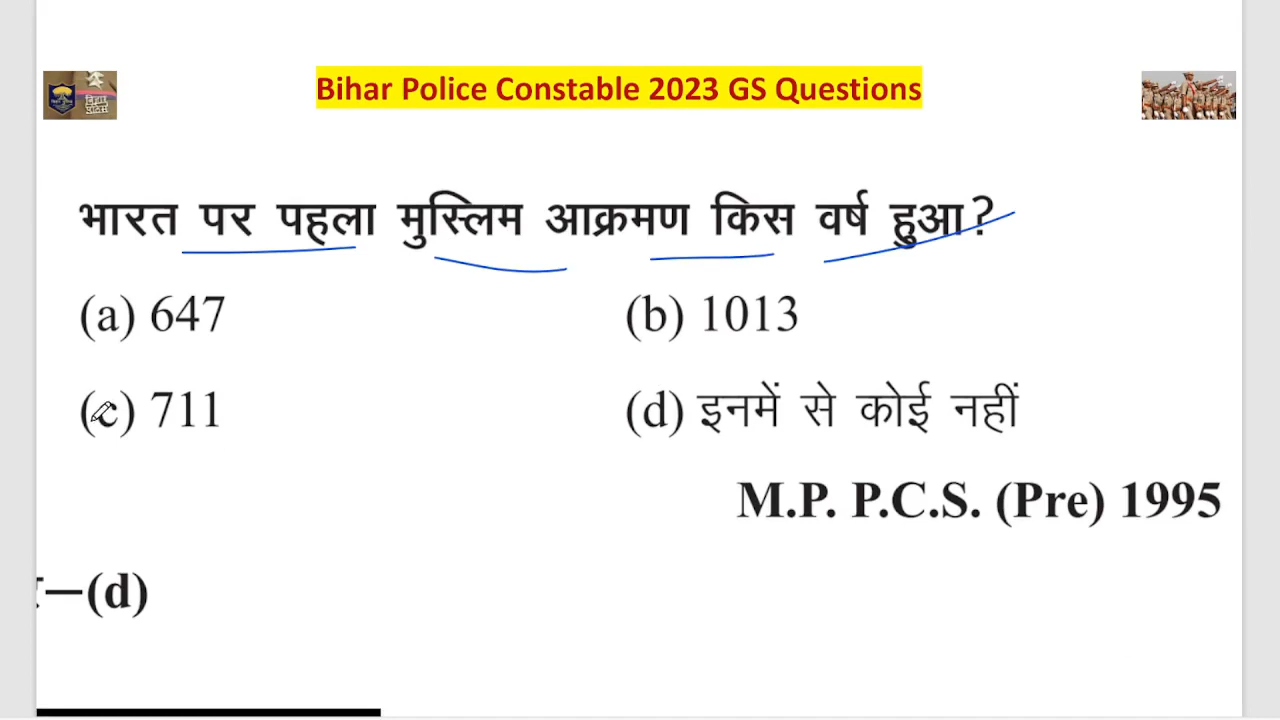 Bihar Police Constable 2023 GS Questions
भारत पर पहला मुस्लिम आक्रमण किस वर्ष हुआ?
(a) 647 (b) 1013
(c) 711 (d) इनमें से कोई नहीं
M.P. P.C.S. (Pre) 1995
–(d)